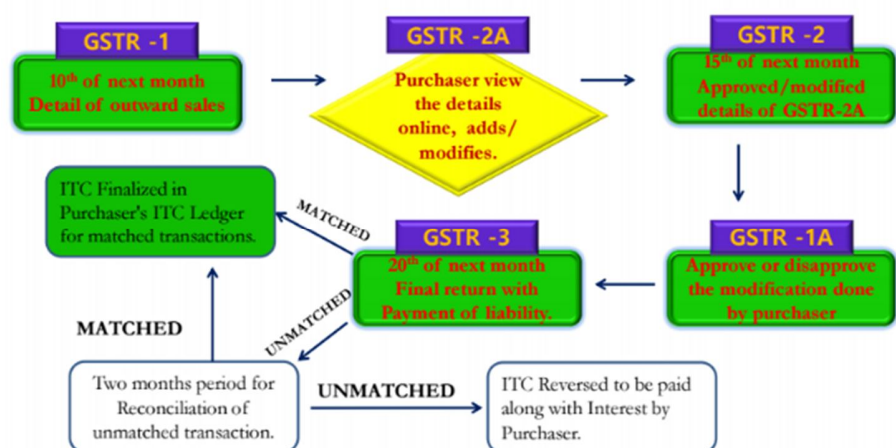 GSTR -1
10th of next month
Detail of outward sales
GSTR -2A
Purchaser view
the details
online, adds/
modifies.
GSTR -2
15th of next month
Approved/modified
details of GSTR-2A
GSTR -1A
Approve or disapprove
the modification done
by purchaser
GSTR -3
20th of next month
Final return with
Payment of liability.
MATCHED
ITC Finalized in
Purchaser's ITC Ledger
for matched transactions.
UNMATCHED
Two months period for
Reconciliation of
unmatched transaction.
MATCHED
UNMATCHED
ITC Reversed to be paid
along with Interest by
Purchaser.